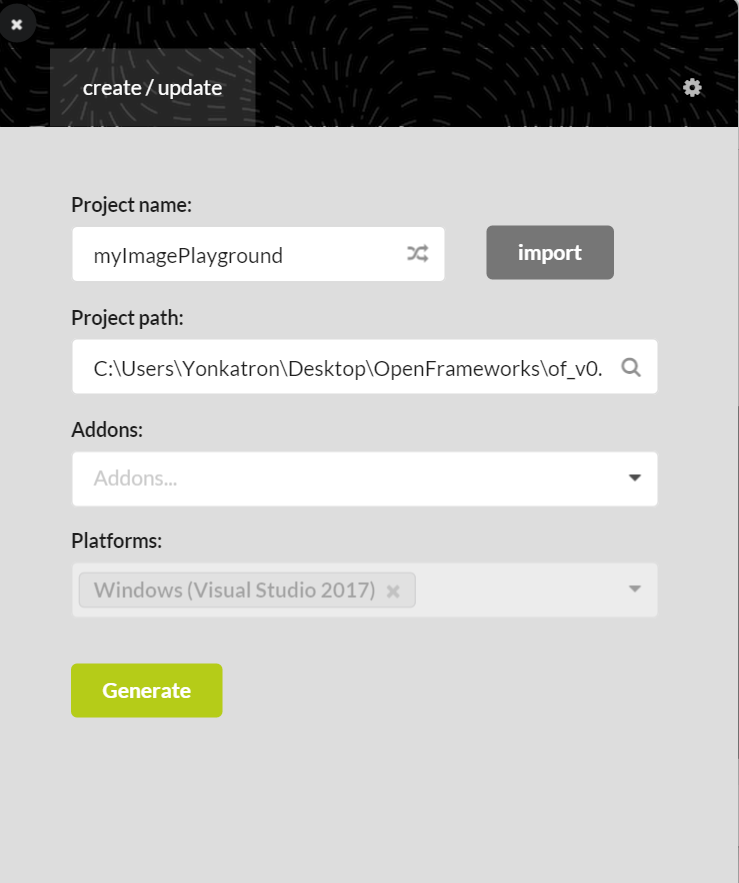 create / update
Project name:
myImagePlayground
import
Project path:
C:\Users\Yonkatron\Desktop\OpenFrameworks\of_v0.
Addons:
Addons...
Platforms:
Windows (Visual Studio 2017)
Generate